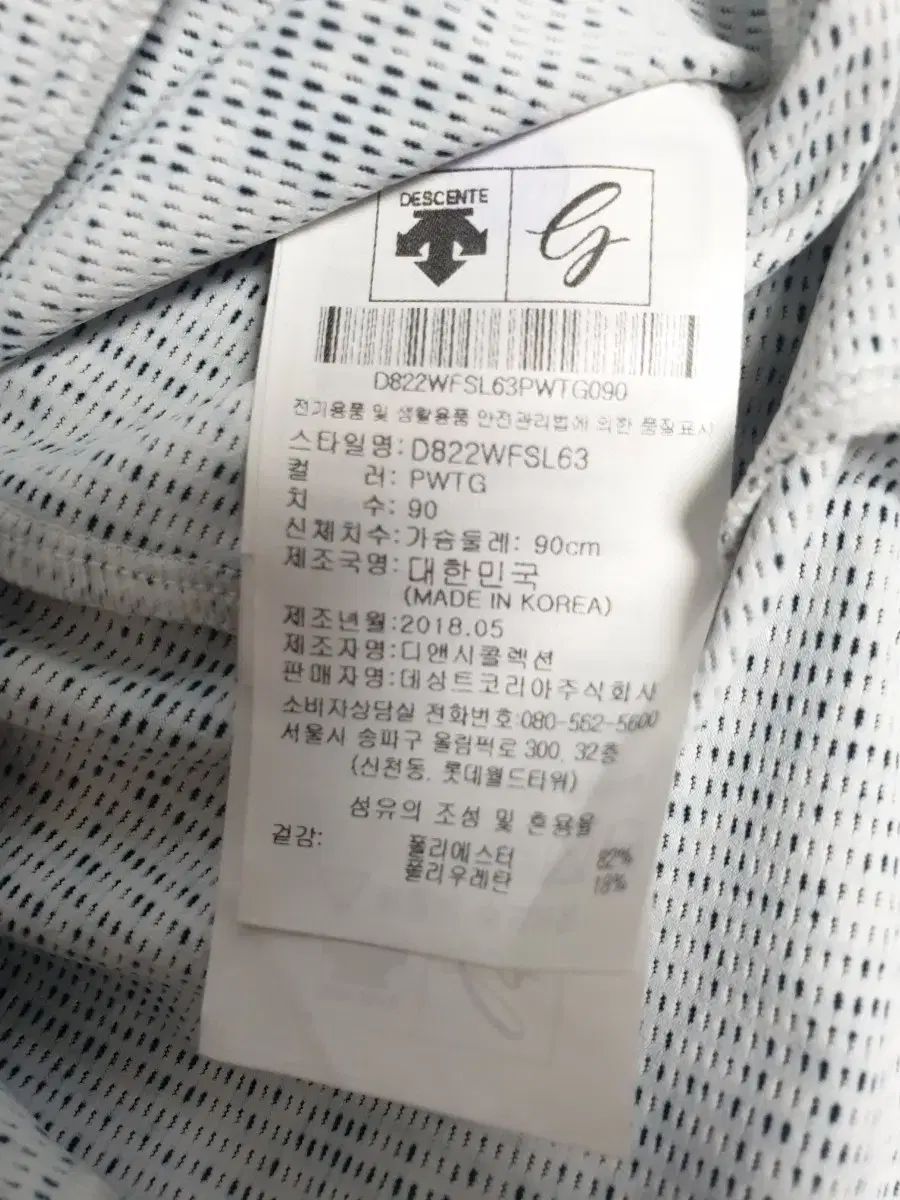 DESCENTE
D822WFSL63PWTG090
전기용품 및 생활용품 안전관리법에 의한 품질표시
스타일명:D822WFSL63
컬 러: PWTG
치 수: 90
신체치수:가슴둘레: 90cm
제조국명:대한민국
(MADE IN KOREA)
제조년월:2018.05
제조자명:디앤시콜렉션
판매자명:데상트코리아주식회사
소비자상담실 전화번호:080-562-5600
서울시 송파구 올림픽로 300, 32층
(신천동, 롯데월드타워)
섬유의 조성 및 혼용율
겉감: 폴리에스터 82%
폴리우레탄 18%